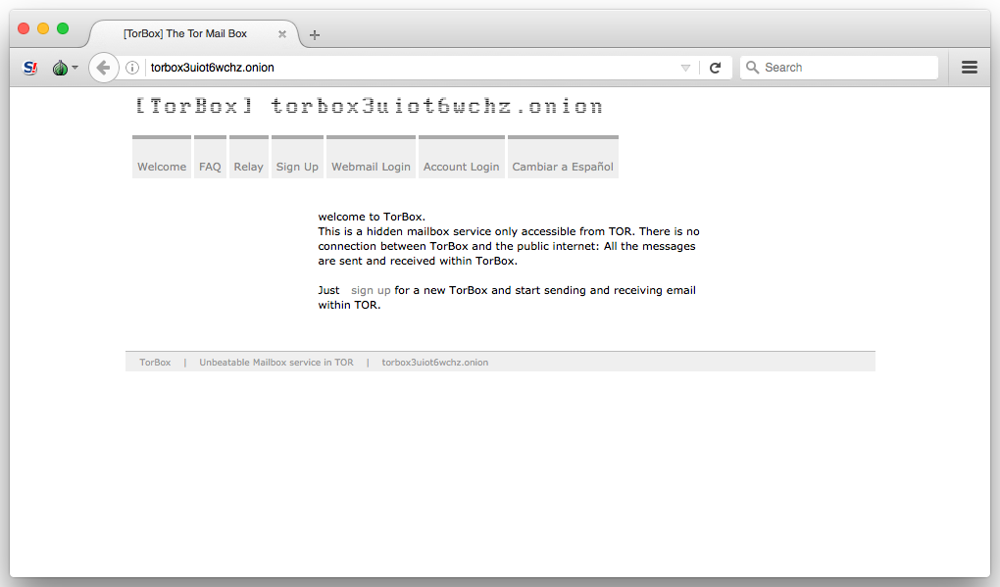 [TorBox] The Tor Mail Box
S!
torbox3uiot6wchz.onion
Search
[TorBox] torbox3uiot6wchz.onion
Welcome FAQ Relay Sign Up Webmail Login Account Login Cambiar a Español
welcome to TorBox.
This is a hidden mailbox service only accessible from TOR. There is no
connection between TorBox and the public internet: All the messages
are sent and received within TorBox.
Just sign up for a new TorBox and start sending and receiving email
within TOR.
TorBox | Unbeatable Mailbox service in TOR | torbox3uiot6wchz.onion